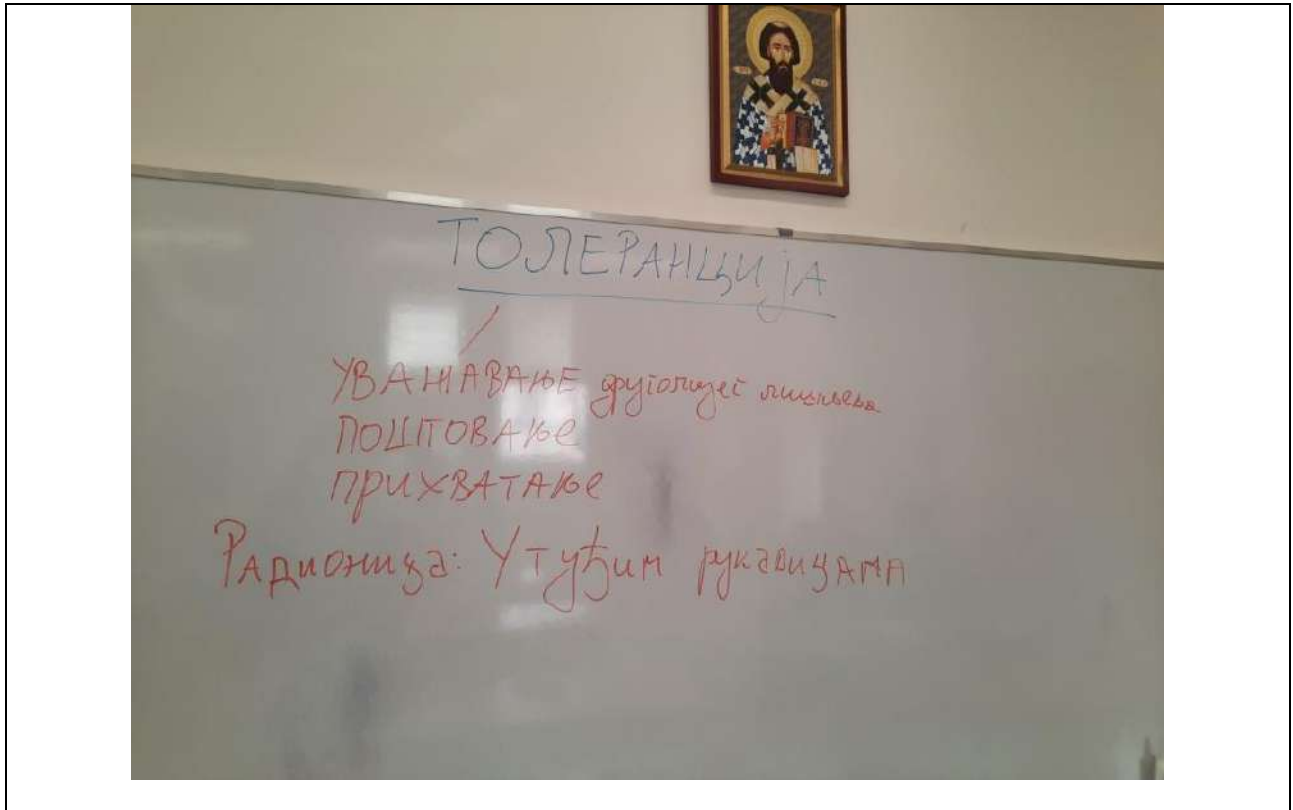 ТОЛЕРАНЦИЈА
УВАЖАВАЊЕ другачијег мишљења
ПОШТОВАЊЕ
ПРИХВАТАЊЕ
Радионица: У туђим рукавицама